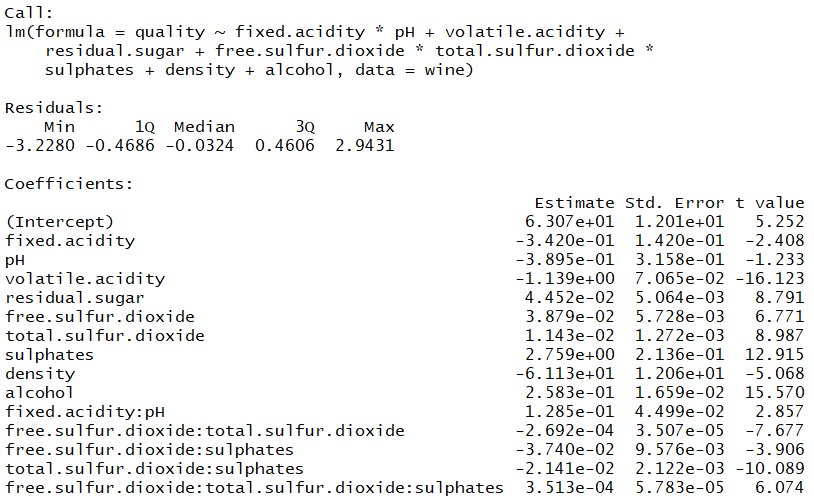 Call:
lm(formula = quality ~ fixed.acidity * pH + volatile.acidity +
    residual.sugar + free.sulfur.dioxide * total.sulfur.dioxide *
    sulphates + density + alcohol, data = wine)

Residuals:
    Min      1Q  Median      3Q     Max
-3.2280 -0.4686 -0.0324  0.4606  2.9431

Coefficients:
                                                     Estimate Std. Error t value
(Intercept)                                         6.307e+01  1.201e+01   5.252
fixed.acidity                                      -3.420e-01  1.420e-01  -2.408
pH                                                 -3.895e-01  3.158e-01  -1.233
volatile.acidity                                   -1.139e+00  7.065e-02 -16.123
residual.sugar                                      4.452e-02  5.064e-03   8.791
free.sulfur.dioxide                                 3.879e-02  5.728e-03   6.771
total.sulfur.dioxide                                1.143e-02  1.272e-03   8.987
sulphates                                           2.759e+00  2.136e-01  12.915
density                                            -6.113e+01  1.206e+01  -5.068
alcohol                                             2.583e-01  1.659e-02  15.570
fixed.acidity:pH                                    1.285e-01  4.499e-02   2.857
free.sulfur.dioxide:total.sulfur.dioxide           -2.692e-04  3.507e-05  -7.677
free.sulfur.dioxide:sulphates                      -3.740e-02  9.576e-03  -3.906
total.sulfur.dioxide:sulphates                     -2.141e-02  2.122e-03 -10.089
free.sulfur.dioxide:total.sulfur.dioxide:sulphates  3.513e-04  5.783e-05   6.074